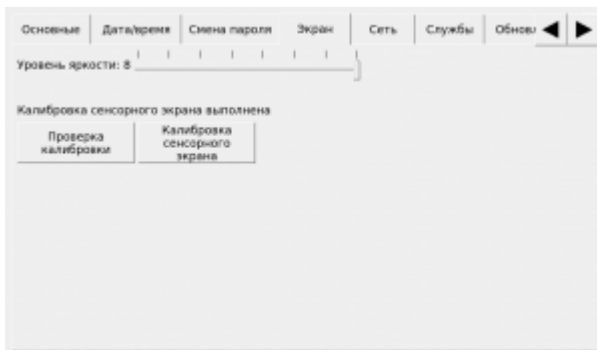 Основные Дата/время Смена пароля Экран Сеть Службы Обновл
Уровень яркости: 8
Калибровка сенсорного экрана выполнена
Проверка
калибровки
Калибровка
сенсорного
экрана